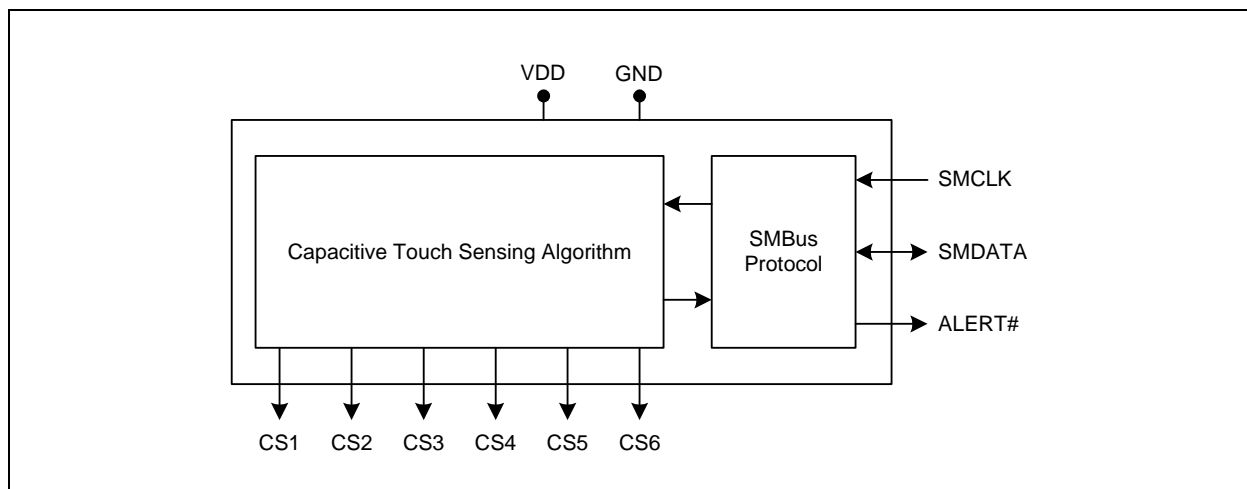 VDD GND
SMCLK
Capacitive Touch Sensing Algorithm
SMBus
Protocol
SMDATA
ALERT#
CS1 CS2 CS3 CS4 CS5 CS6